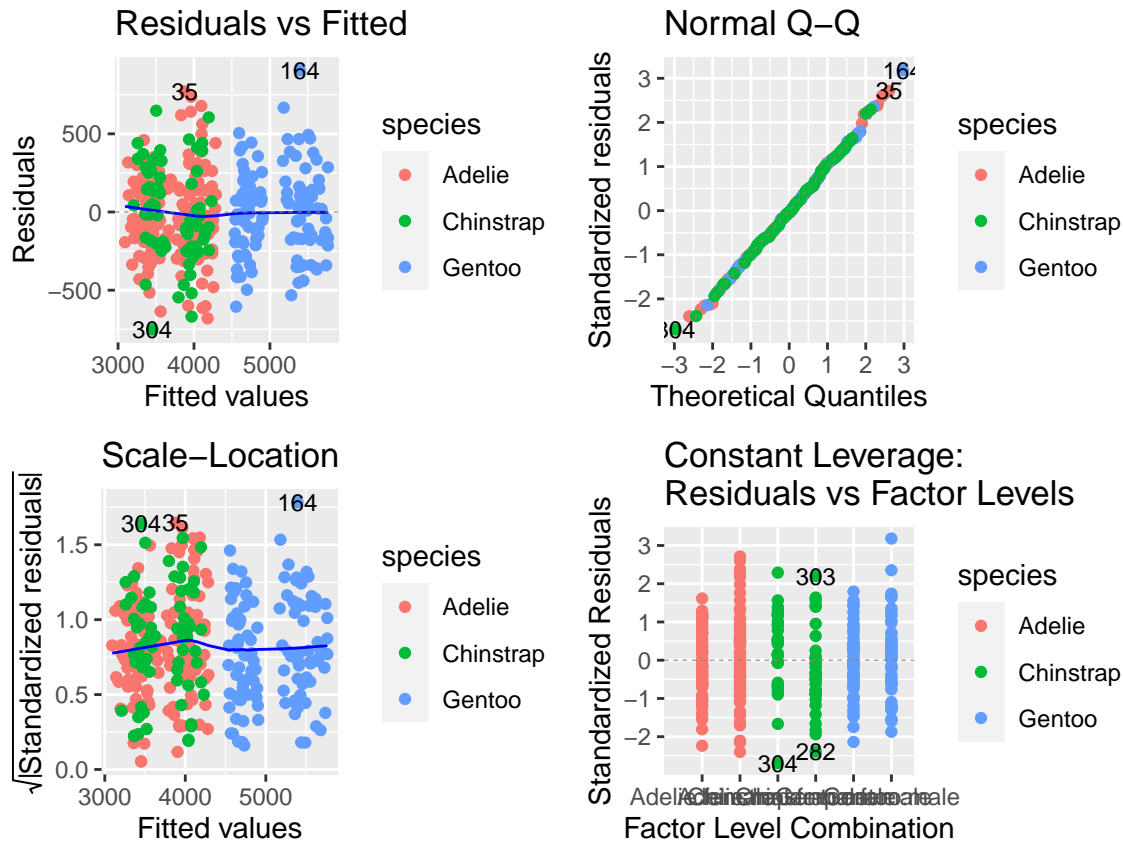 Residuals vs Fitted
164
35
500
0
−500
304
3000 4000 5000
Fitted values
Residuals
species
Adelie
Chinstrap
Gentoo
Normal Q−Q
164
35
3
2
1
0
−1
−2
304
−3 −2 −1 0 1 2 3
Theoretical Quantiles
Standardized residuals
species
Adelie
Chinstrap
Gentoo
Scale−Location
164
304 35
1.5
1.0
0.5
0.0
3000 4000 5000
Fitted values
√|Standardized residuals|
species
Adelie
Chinstrap
Gentoo
Constant Leverage:
Residuals vs Factor Levels
3
2
1
0
−1
−2
303
282
304
Factor Level Combination
Standardized Residuals
species
Adelie
Chinstrap
Gentoo